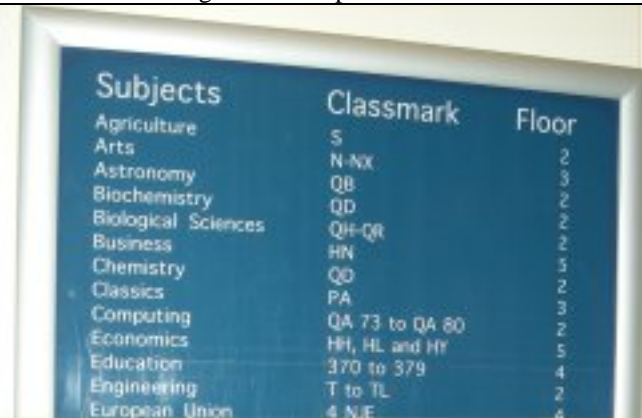 Subjects Classmark Floor
Agriculture S 2
Arts N-NX 3
Astronomy QB 2
Biochemistry QD 2
Biological Sciences QH-QR 2
Business HN 5
Chemistry QD 2
Classics PA 3
Computing QA 73 to QA 80 2
Economics HH, HL and HY 5
Education 370 to 379 4
Engineering T to TL 2
European Union 4 NJE